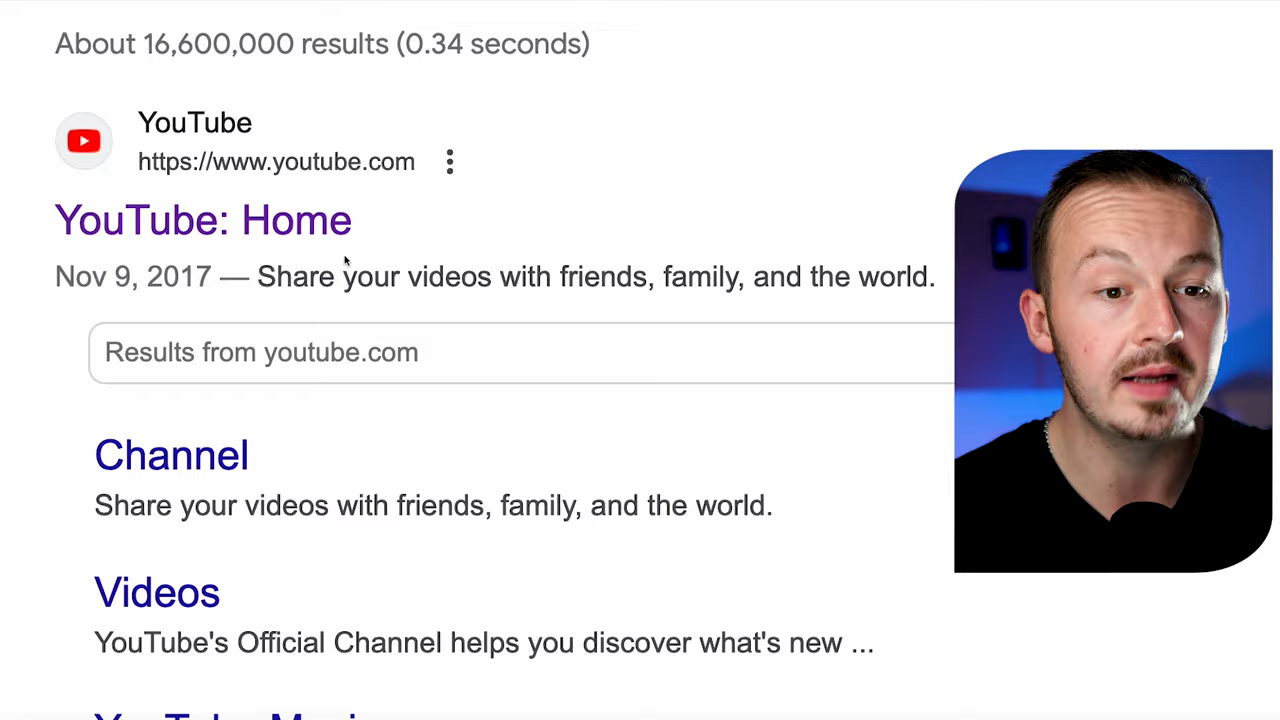 About 16,600,000 results (0.34 seconds)
YouTube
https://www.youtube.com
YouTube: Home
Nov 9, 2017 — Share your videos with friends, family, and the world.
Results from youtube.com
Channel
Share your videos with friends, family, and the world.
Videos
YouTube's Official Channel helps you discover what's new ...